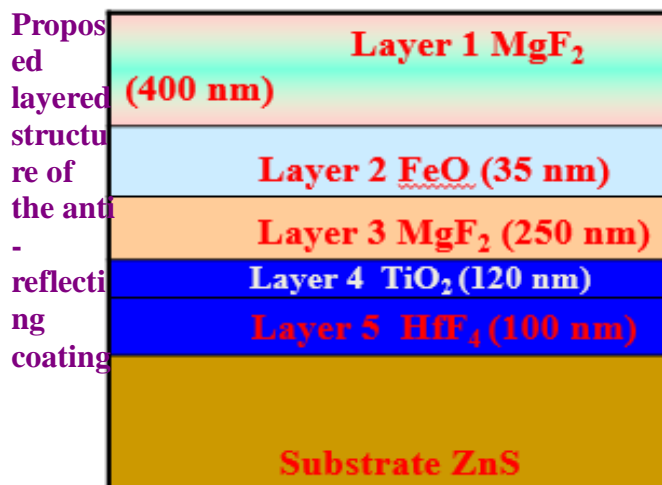 Propos
ed
layered
structu
re of
the anti
-
reflecti
ng
coating
Layer 1 MgF₂
(400 nm)
Layer 2 FeO (35 nm)
Layer 3 MgF₂ (250 nm)
Layer 4 TiO₂ (120 nm)
Layer 5 HfF₄ (100 nm)
Substrate ZnS